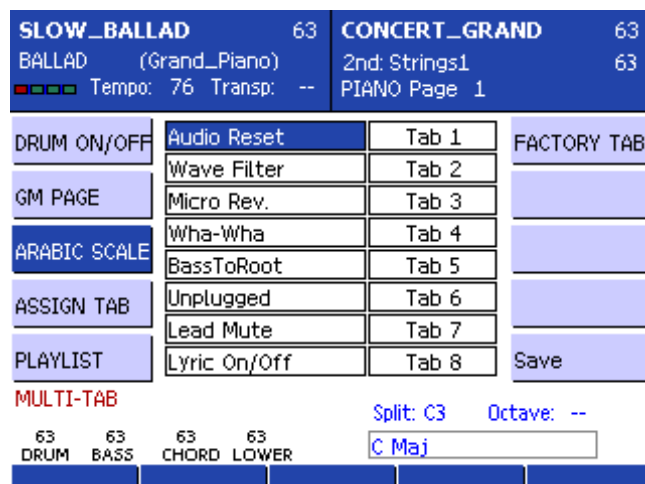 SLOW_BALLAD 63 CONCERT_GRAND 63
BALLAD (Grand_Piano) 2nd: Strings1 63
Tempo: 76 Transp: -- PIANO Page 1
DRUM ON/OFF Audio Reset Tab 1 FACTORY TAB
Wave Filter Tab 2
GM PAGE Micro Rev. Tab 3
Wha-Wha Tab 4
ARABIC SCALE BassToRoot Tab 5
ASSIGN TAB Unplugged Tab 6
Lead Mute Tab 7
PLAYLIST Lyric On/Off Tab 8 Save
MULTI-TAB
Split: C3 Octave: --
63 63 63 63
DRUM BASS CHORD LOWER C Maj